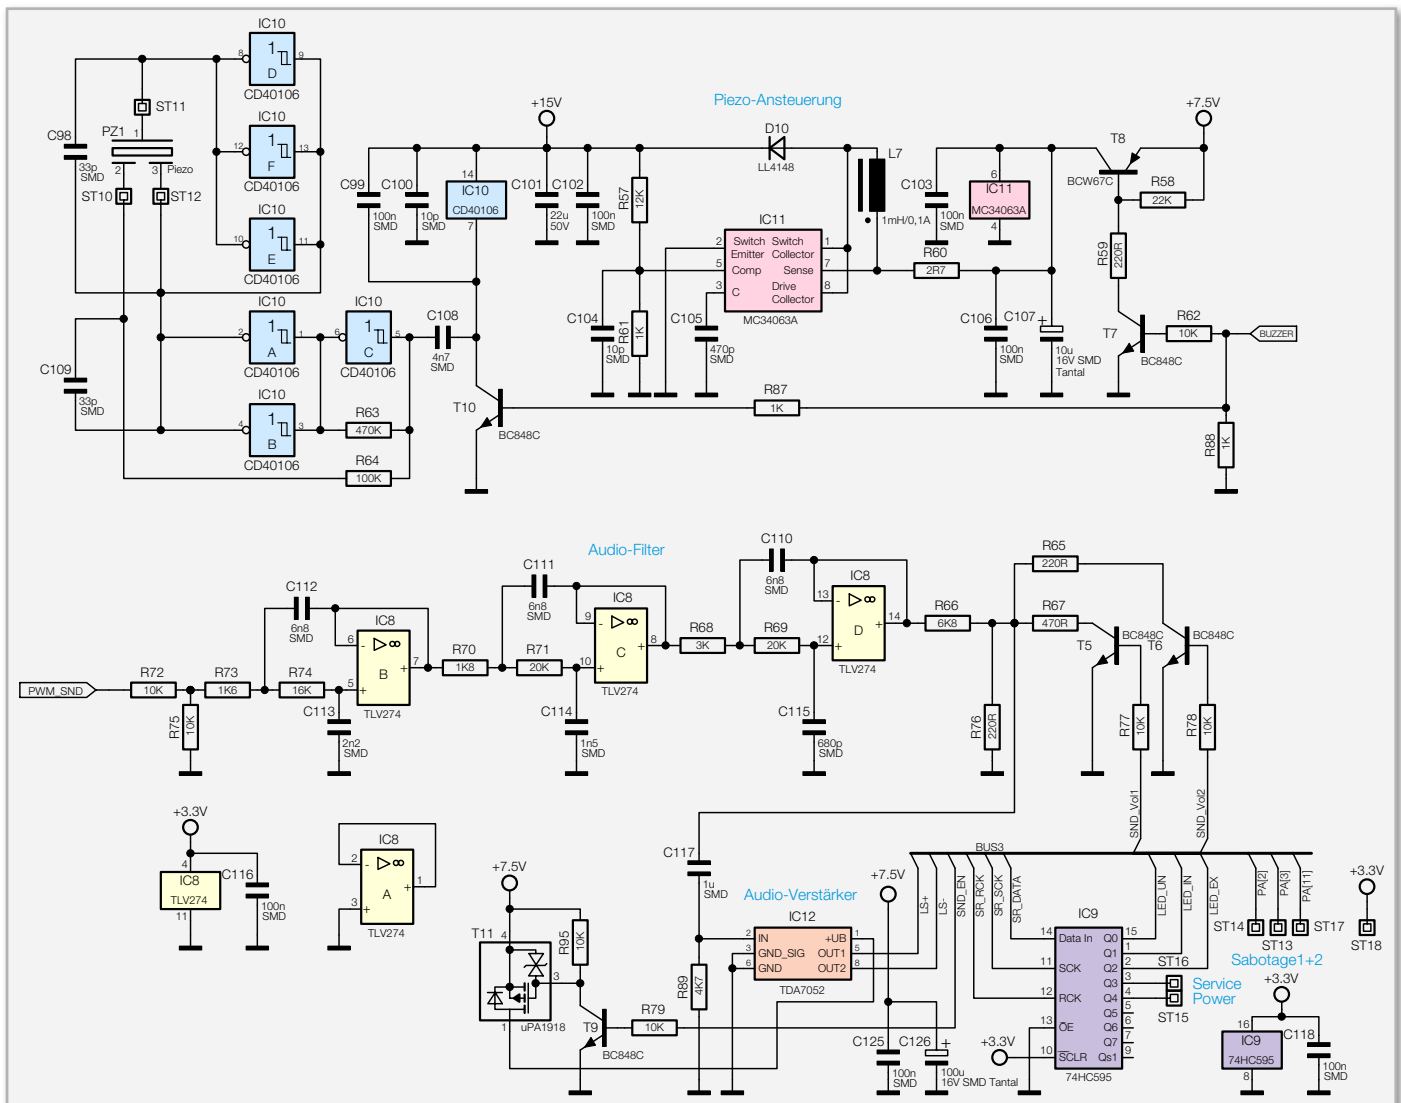 Piezo-Ansteuerung
IC10
8
1
9
D
CD40106
ST11
PZ1
1
C98
33p
SMD
2
3
Piezo
ST10
ST12
IC10
12
1
13
F
CD40106
IC10
10
1
11
E
CD40106
IC10
2
1
1
A
CD40106
IC10
6
1
5
C
CD40106
C109
33p
SMD
IC10
4
1
3
B
CD40106
R63
470K
R64
100K
C108
4n7
SMD
+15V
C99
100n
SMD
C100
10p
SMD
14
IC10
CD40106
7
C101
22u
50V
C102
100n
SMD
R57
12K
D10
LL4148
L7
1mH/0,1A
IC11
2
Switch
Emitter
Switch
Collector
1
5
Comp
Sense
7
3
C
Drive
Collector
8
MC34063A
C104
10p
SMD
R61
1K
C105
470p
SMD
R60
2R7
C103
100n
SMD
6
IC11
MC34063A
4
C106
100n
SMD
C107
+
10u
16V SMD
Tantal
+7.5V
T8
BCW67C
R58
22K
R59
220R
T7
BC848C
R62
10K
BUZZER
R87
1K
R88
1K
T10
BC848C
Audio-Filter
PWM_SND
R72
10K
R75
10K
R73
1K6
R74
16K
C112
6n8
SMD
C113
2n2
SMD
IC8
6
-
∞
7
5
+
+
B
TLV274
R70
1K8
R71
20K
C111
6n8
SMD
C114
1n5
SMD
IC8
9
-
∞
8
10
+
+
C
TLV274
R68
3K
R69
20K
C110
6n8
SMD
C115
680p
SMD
IC8
13
-
∞
14
12
+
+
D
TLV274
R66
6K8
R76
220R
R65
220R
R67
470R
T5
BC848C
T6
BC848C
R77
10K
R78
10K
SND_Vol1
SND_Vol2
+3.3V
4
IC8
TLV274
11
C116
100n
SMD
IC8
2
-
∞
1
3
+
+
A
TLV274
+7.5V
T11
4
3
1
uPA1918
R95
10K
T9
BC848C
R79
10K
C117
1u
SMD
R89
4K7
Audio-Verstärker
IC12
2
IN
+UB
1
3
GND_SIG
OUT1
5
6
GND
OUT2
8
TDA7052
+7.5V
C125
100n
SMD
C126
+
100u
16V SMD Tantal
BUS3
LS+
LS-
SND_EN
SR_RCK
SR_SCK
SR_DATA
LED_UN
LED_IN
LED_EX
PA[2]
PA[3]
PA[11]
IC9
14
Data In
Q0
15
Q1
1
11
SCK
Q2
2
Q3
3
12
RCK
Q4
4
Q5
5
13
OE
Q6
6
Q7
7
10
SCLR
Qs1
9
74HC595
+3.3V
ST16
ST15
Service
Power
ST14
ST13
ST17
Sabotage1+2
+3.3V
ST18
+3.3V
16
IC9
74HC595
8
C118
100n
SMD